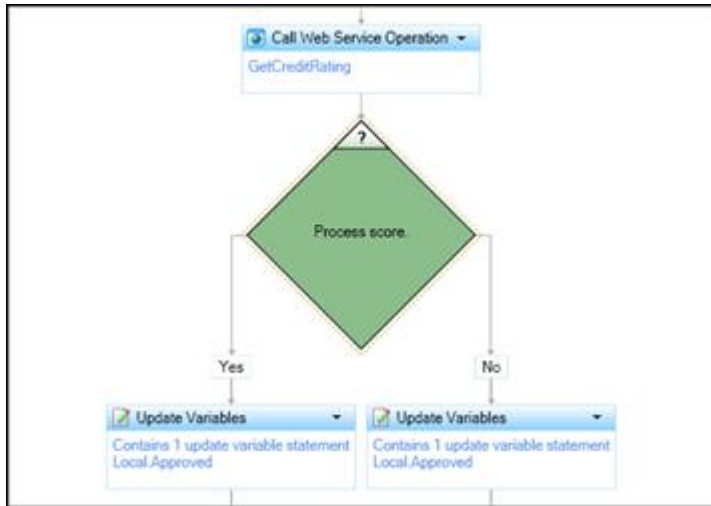 Call Web Service Operation
GetCreditRating
?
Process score.
Yes
No
Update Variables
Contains 1 update variable statement
Local.Approved
Update Variables
Contains 1 update variable statement
Local.Approved